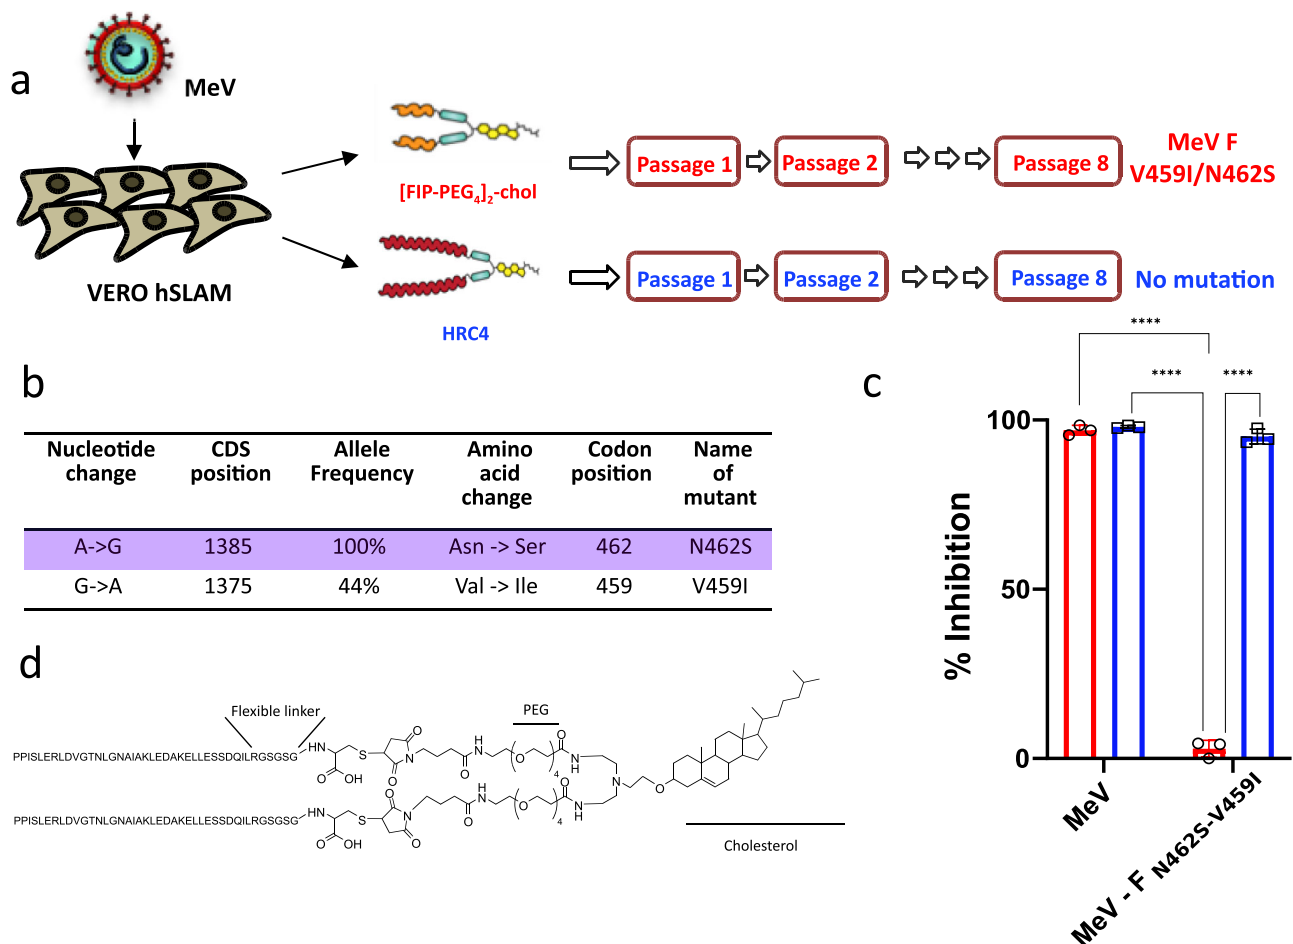 a
MeV
VERO hSLAM
[FIP-PEG4]2-chol
HRC4
Passage 1
Passage 2
Passage 8
MeV F
V459I/N462S
Passage 1
Passage 2
Passage 8
No mutation
b
Nucleotide change
CDS position
Allele Frequency
Amino acid change
Codon position
Name of mutant
A->G 1385 100% Asn -> Ser 462 N462S
G->A 1375 44% Val -> Ile 459 V459I
c
****
**** ****
% Inhibition
100
50
0
MeV
MeV - F N462S-V459I
d
Flexible linker
PEG
PPISLERLDVGTNLGNAIAKLEDAKELLESSDQILRGSGSG
HN
S
O
OH
O
N
O
O
H
N
O
4
O
N
H
PPISLERLDVGTNLGNAIAKLEDAKELLESSDQILRGSGSG
HN
S
O
OH
O
N
O
O
H
N
O
4
O
N
H
N
O
Cholesterol